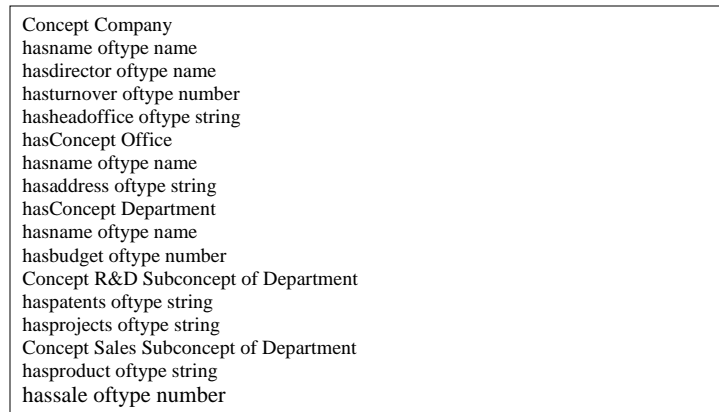 Concept Company
hasname oftype name
hasdirector oftype name
hasturnover oftype number
hasheadoffice oftype string
hasConcept Office
hasname oftype name
hasaddress oftype string
hasConcept Department
hasname oftype name
hasbudget oftype number
Concept R&D Subconcept of Department
haspatents oftype string
hasprojects oftype string
Concept Sales Subconcept of Department
hasproduct oftype string
hassale oftype number